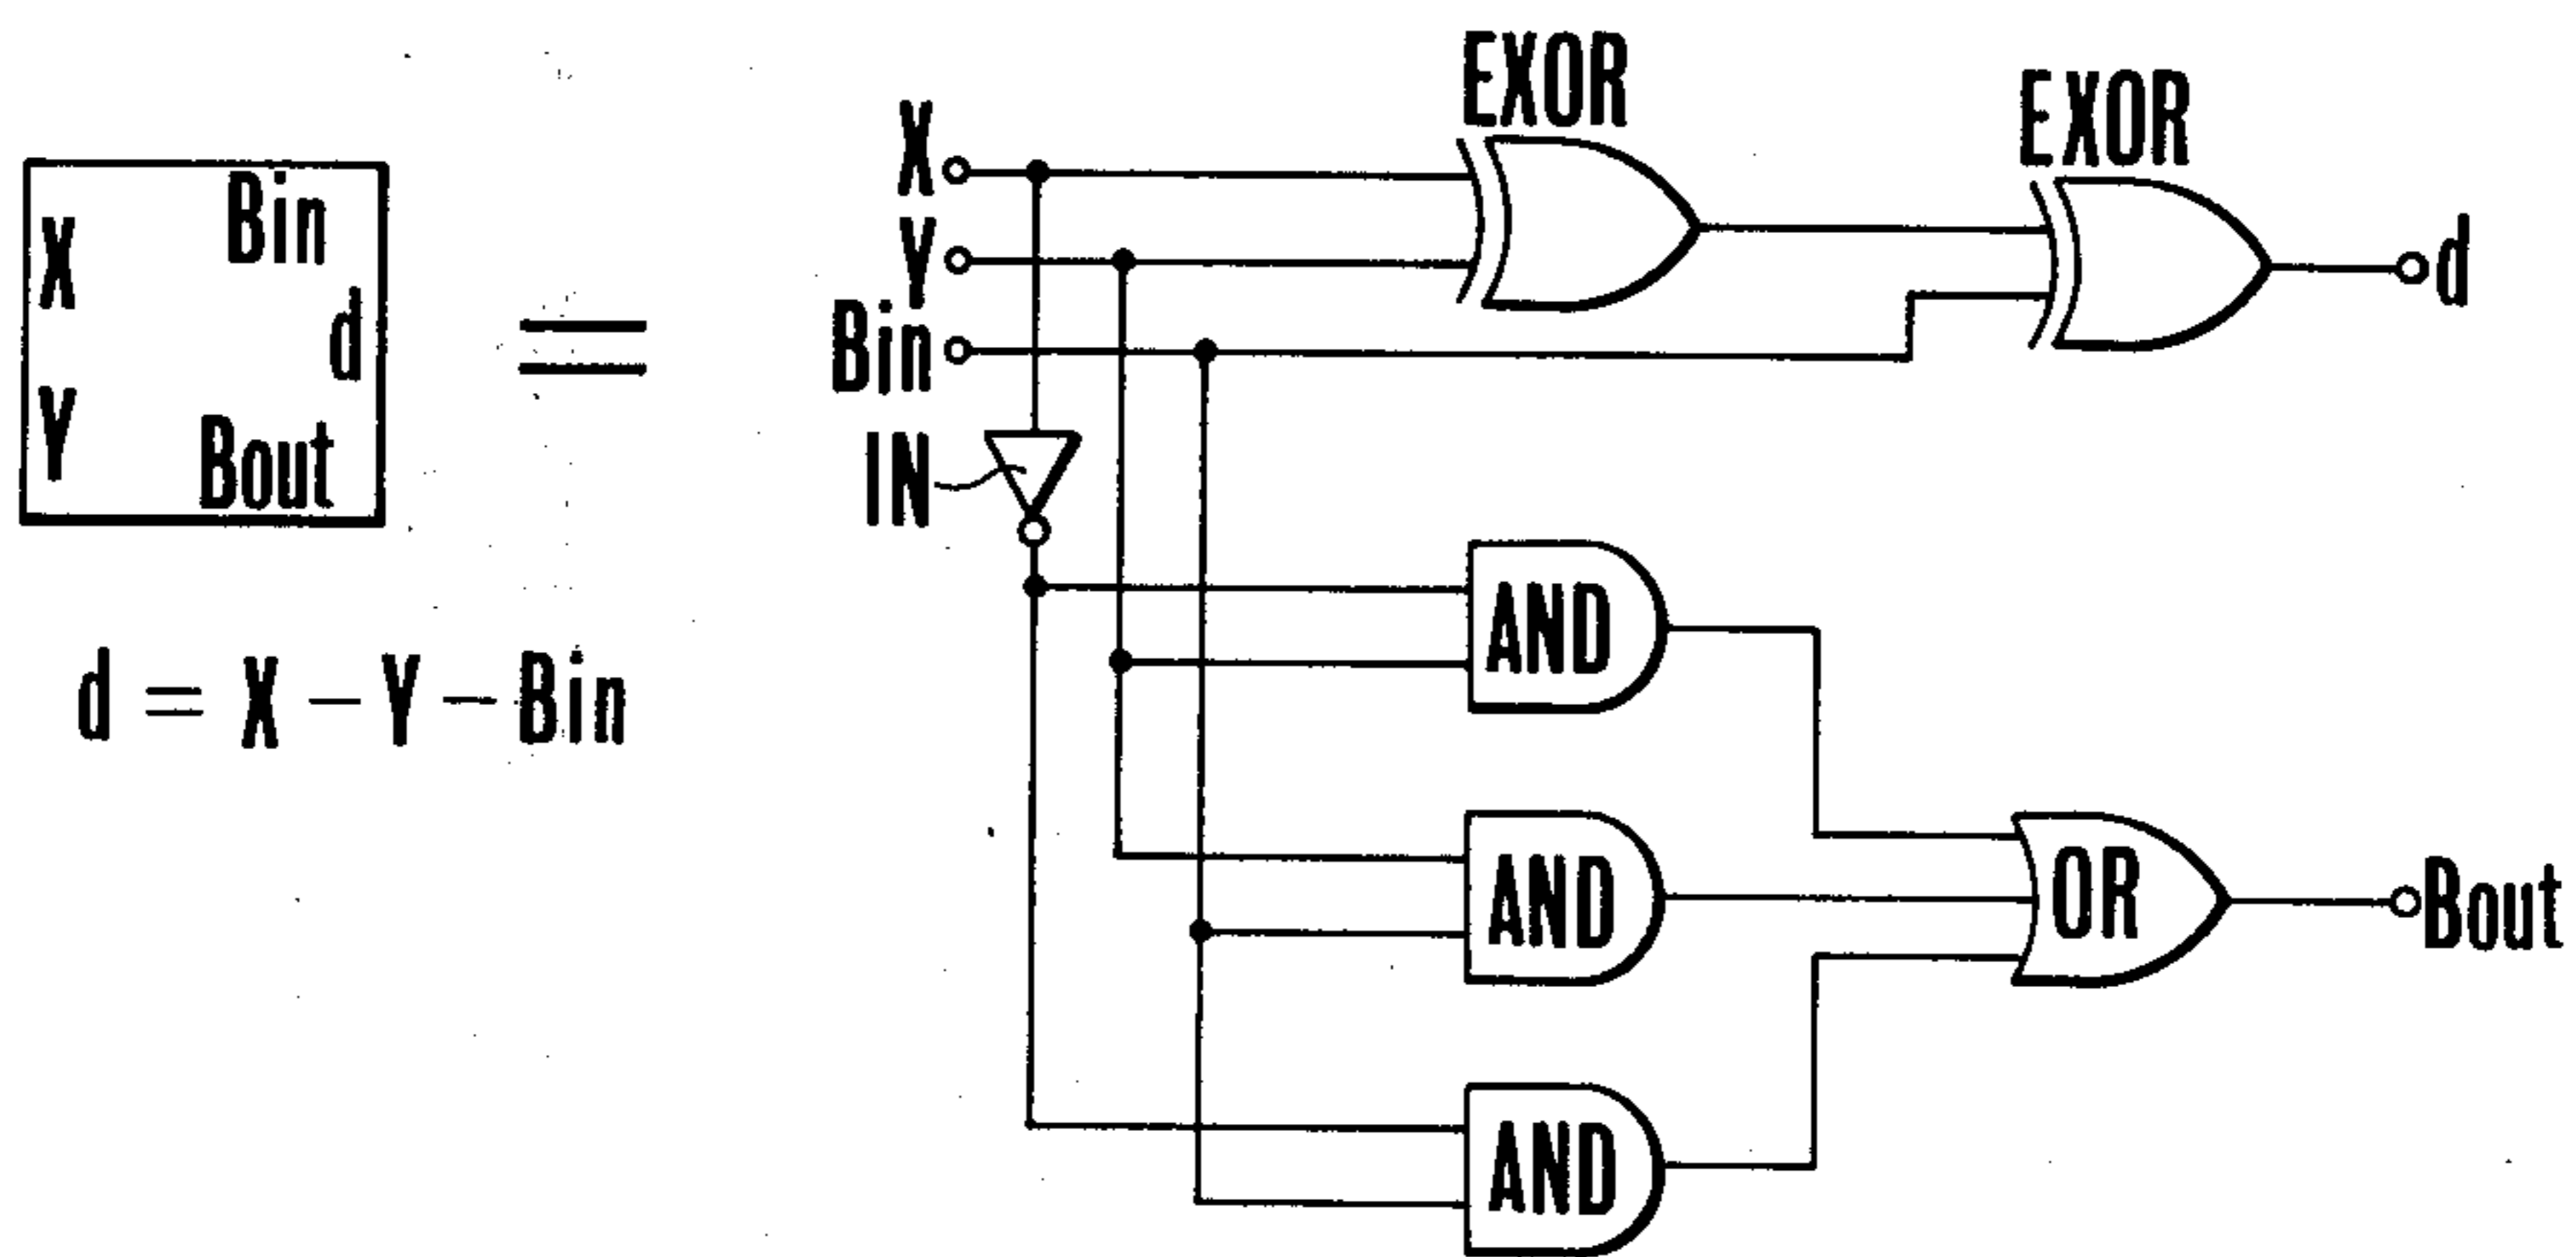 X
Bin
d
Y
Bout
d = X − Y − Bin
=
X
Y
Bin
IN
EXOR
EXOR
d
AND
AND
AND
OR
Bout